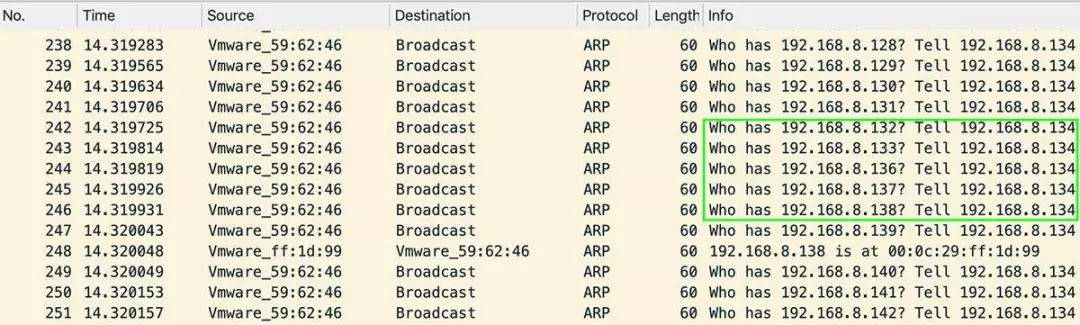 No. Time Source Destination Protocol Length Info
238 14.319283 Vmware_59:62:46 Broadcast ARP 60 Who has 192.168.8.128? Tell 192.168.8.134
239 14.319565 Vmware_59:62:46 Broadcast ARP 60 Who has 192.168.8.129? Tell 192.168.8.134
240 14.319634 Vmware_59:62:46 Broadcast ARP 60 Who has 192.168.8.130? Tell 192.168.8.134
241 14.319706 Vmware_59:62:46 Broadcast ARP 60 Who has 192.168.8.131? Tell 192.168.8.134
242 14.319725 Vmware_59:62:46 Broadcast ARP 60 Who has 192.168.8.132? Tell 192.168.8.134
243 14.319814 Vmware_59:62:46 Broadcast ARP 60 Who has 192.168.8.133? Tell 192.168.8.134
244 14.319819 Vmware_59:62:46 Broadcast ARP 60 Who has 192.168.8.136? Tell 192.168.8.134
245 14.319926 Vmware_59:62:46 Broadcast ARP 60 Who has 192.168.8.137? Tell 192.168.8.134
246 14.319931 Vmware_59:62:46 Broadcast ARP 60 Who has 192.168.8.138? Tell 192.168.8.134
247 14.320043 Vmware_59:62:46 Broadcast ARP 60 Who has 192.168.8.139? Tell 192.168.8.134
248 14.320048 Vmware_ff:1d:99 Vmware_59:62:46 ARP 60 192.168.8.138 is at 00:0c:29:ff:1d:99
249 14.320049 Vmware_59:62:46 Broadcast ARP 60 Who has 192.168.8.140? Tell 192.168.8.134
250 14.320153 Vmware_59:62:46 Broadcast ARP 60 Who has 192.168.8.141? Tell 192.168.8.134
251 14.320157 Vmware_59:62:46 Broadcast ARP 60 Who has 192.168.8.142? Tell 192.168.8.134